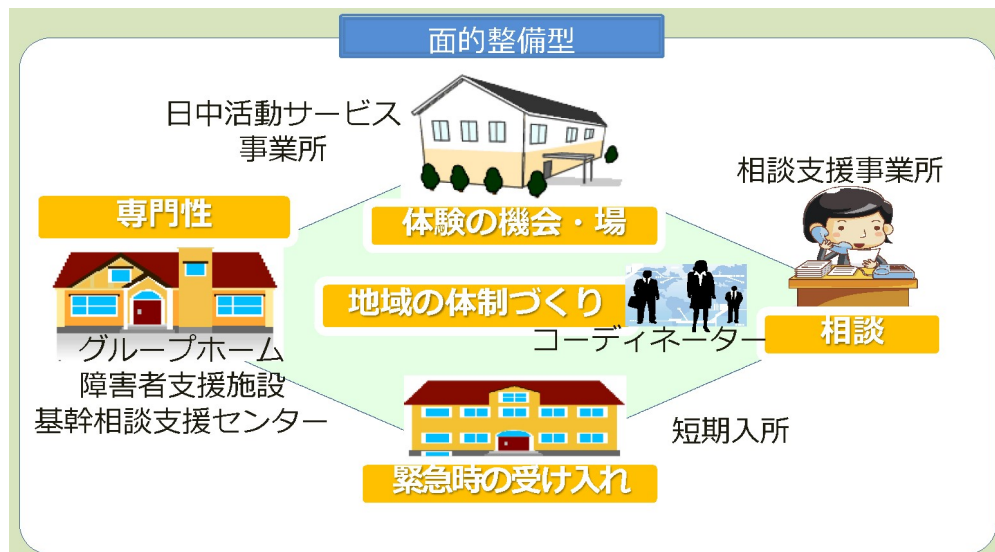 面的整備型
日中活動サービス
事業所
相談支援事業所
専門性
体験の機会・場
地域の体制づくり
コーディネーター
相談
グループホーム
障害者支援施設
基幹相談支援センター
短期入所
緊急時の受け入れ